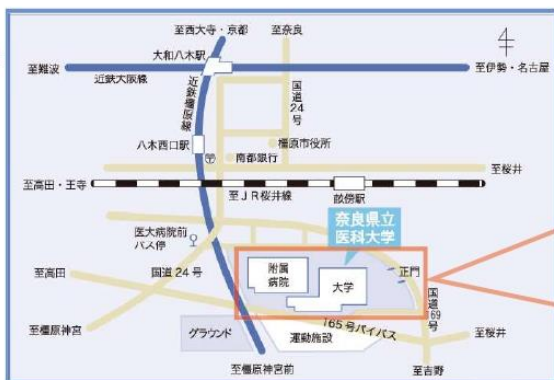 至西大寺・京都
至奈良
大和八木駅
至難波
近鉄大阪線
至伊勢・名古屋
近鉄橿原線
国道24号
八木西口駅
橿原市役所
南都銀行
至桜井
至高田・王寺
至JR桜井線
畝傍駅
奈良県立
医科大学
医大病院前
バス停
附属
病院
大学
正門
至高田
国道24号
国道169号
165号バイパス
至橿原神宮
グラウンド
運動施設
至桜井
至橿原神宮前
至吉野